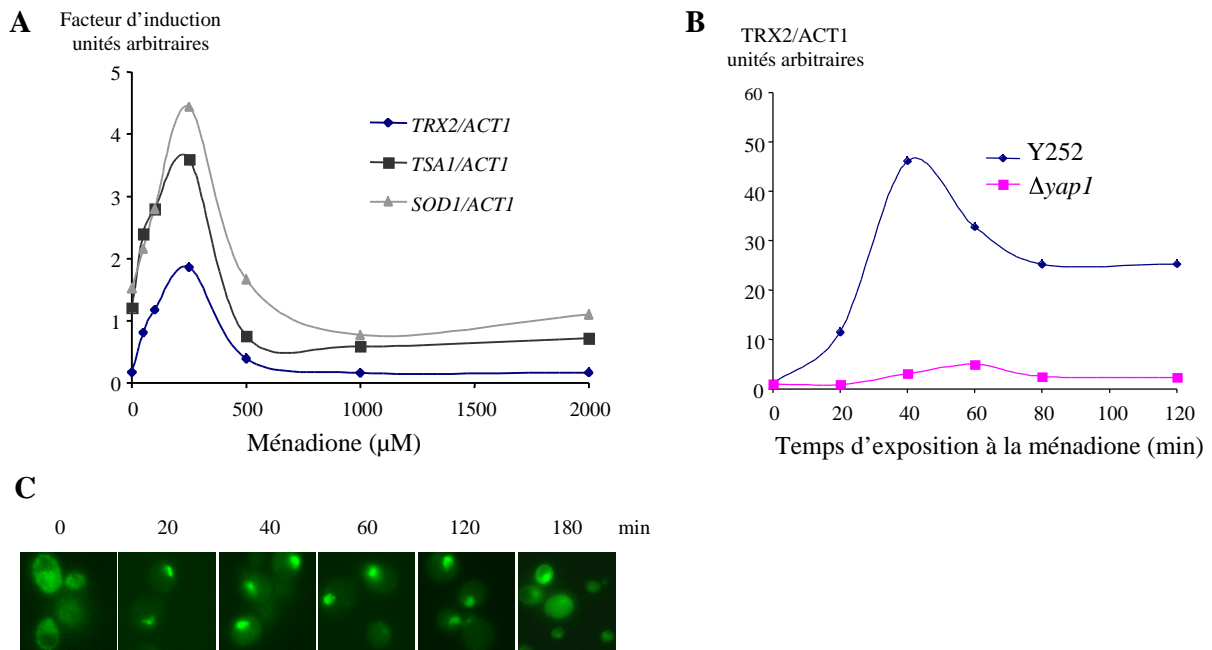 A
Facteur d’induction
unités arbitraires
5
4
3
2
1
0
TRX2/ACT1
TSA1/ACT1
SOD1/ACT1
0 500 1000 1500 2000
Ménadione (µM)
B
TRX2/ACT1
unités arbitraires
60
50
40
30
20
10
0
Y252
Δyap1
0 20 40 60 80 100 120
Temps d’exposition à la ménadione (min)
C
0 20 40 60 120 180 min